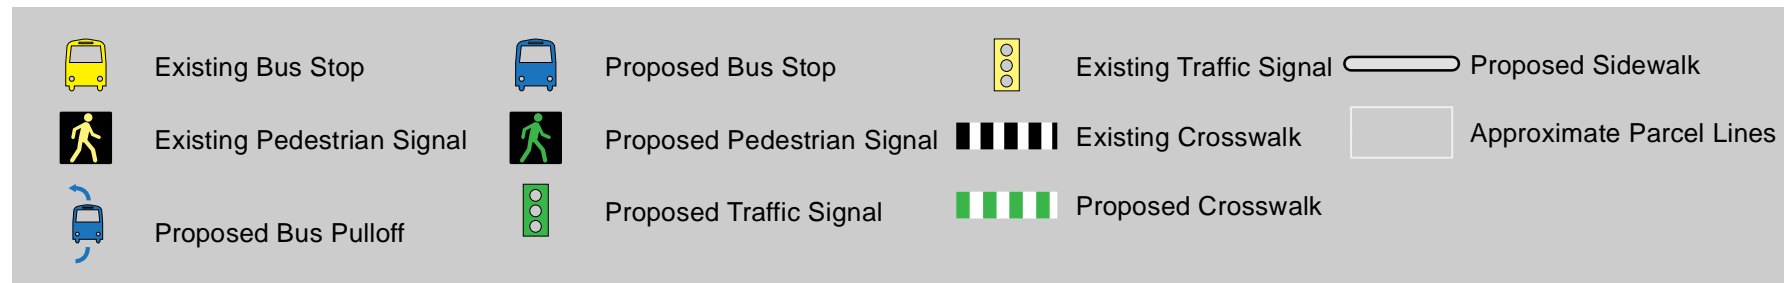 Existing Bus Stop
Proposed Bus Stop
Existing Traffic Signal
Proposed Sidewalk
Existing Pedestrian Signal
Proposed Pedestrian Signal
Existing Crosswalk
Approximate Parcel Lines
Proposed Bus Pulloff
Proposed Traffic Signal
Proposed Crosswalk